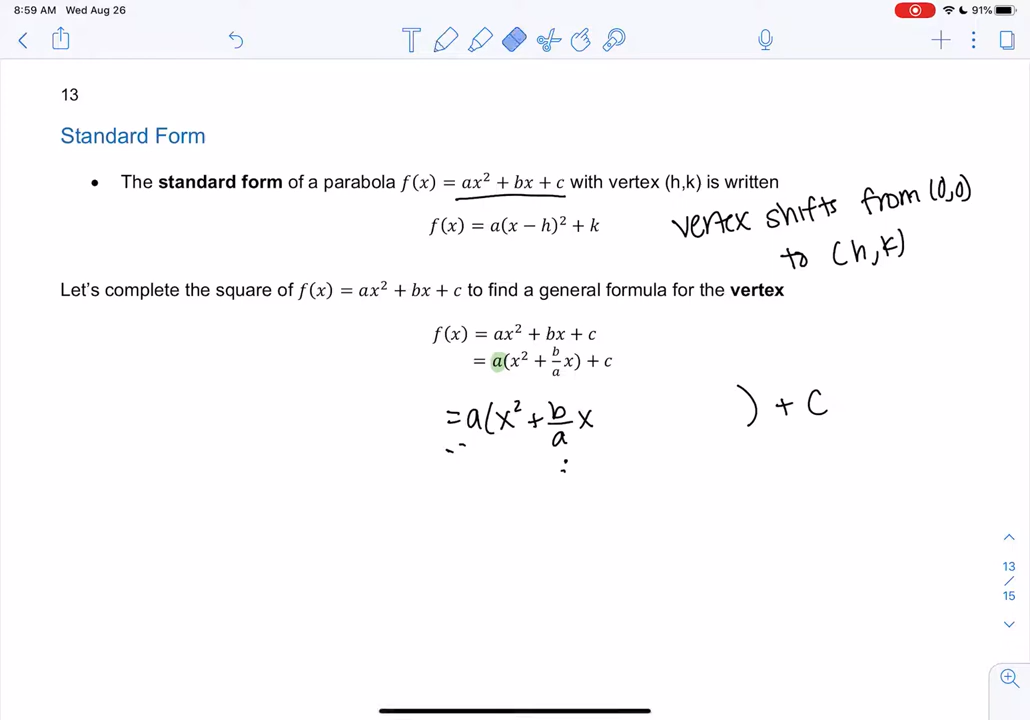 8:59 AM Wed Aug 26
91%
13
Standard Form
• The standard form of a parabola f(x) = ax² + bx + c with vertex (h,k) is written
f(x) = a(x − h)² + k
vertex shifts from (0,0)
to (h,k)
Let's complete the square of f(x) = ax² + bx + c to find a general formula for the vertex
f(x) = ax² + bx + c
= a(x² + b/a x) + c
= a(x² + b/a x ) + c
13
/
15